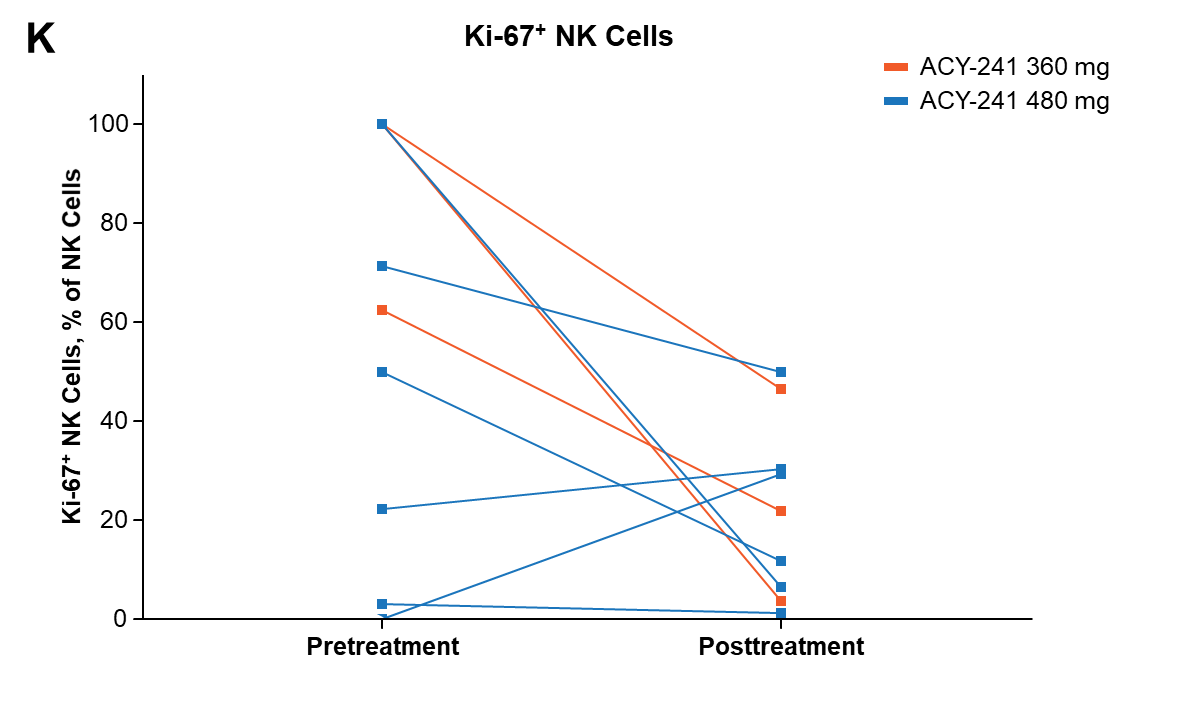 K
Ki-67⁺ NK Cells
ACY-241 360 mg
ACY-241 480 mg
Ki-67⁺ NK Cells, % of NK Cells
100
80
60
40
20
0
Pretreatment
Posttreatment